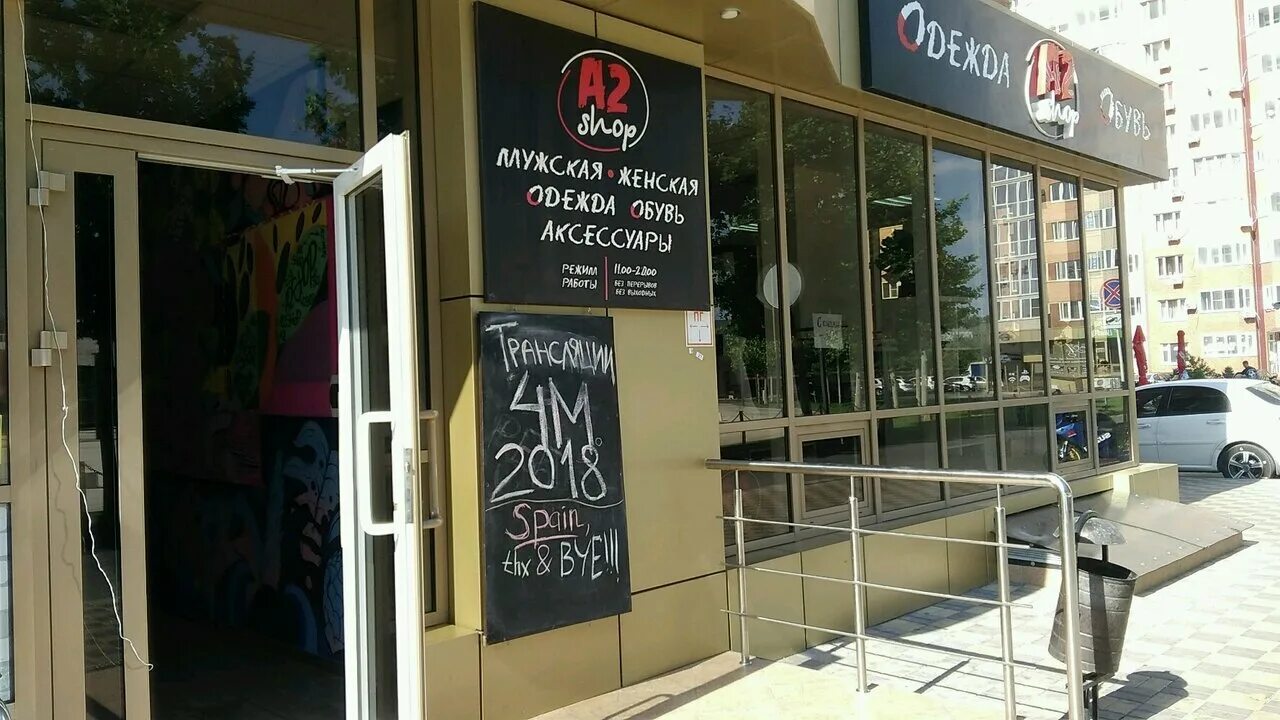 A2
shop
МУЖСКАЯ • ЖЕНСКАЯ
ОДЕЖДА ОБУВЬ
АКСЕССУАРЫ
РЕЖИМ РАБОТЫ
11.00-20.00
БЕЗ ПЕРЕРЫВОВ
БЕЗ ВЫХОДНЫХ
ТРАНСЛЯЦИИ
ЧМ
2018
Spain,
thx & BYE!!!
ОДЕЖДА A2 shop ОБУВЬ